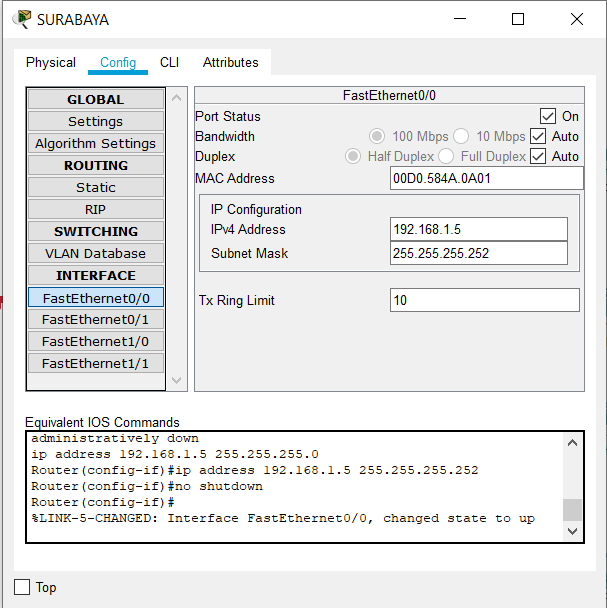 SURABAYA
Physical Config CLI Attributes
GLOBAL
Settings
Algorithm Settings
ROUTING
Static
RIP
SWITCHING
VLAN Database
INTERFACE
FastEthernet0/0
FastEthernet0/1
FastEthernet1/0
FastEthernet1/1
FastEthernet0/0
Port Status On
Bandwidth 100 Mbps 10 Mbps Auto
Duplex Half Duplex Full Duplex Auto
MAC Address 00D0.584A.0A01
IP Configuration
IPv4 Address 192.168.1.5
Subnet Mask 255.255.255.252
Tx Ring Limit 10
Equivalent IOS Commands
administratively down
ip address 192.168.1.5 255.255.255.0
Router(config-if)#ip address 192.168.1.5 255.255.255.252
Router(config-if)#no shutdown
Router(config-if)#
%LINK-5-CHANGED: Interface FastEthernet0/0, changed state to up
Top